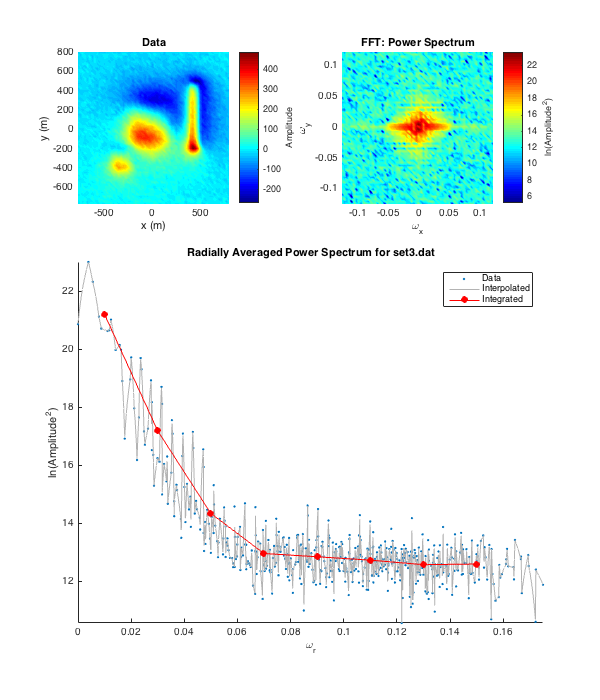 Data
800
600
400
200
0
-200
-400
-600
y (m)
-500 0 500
x (m)
400
300
200
100
0
-100
-200
Amplitude
FFT: Power Spectrum
0.1
0.05
0
-0.05
-0.1
ω_y
-0.1 -0.05 0 0.05 0.1
ω_x
22
20
18
16
14
12
10
8
6
ln(Amplitude²)
Radially Averaged Power Spectrum for set3.dat
Data
Interpolated
Integrated
22
20
18
16
14
12
ln(Amplitude²)
0 0.02 0.04 0.06 0.08 0.1 0.12 0.14 0.16
ω_r